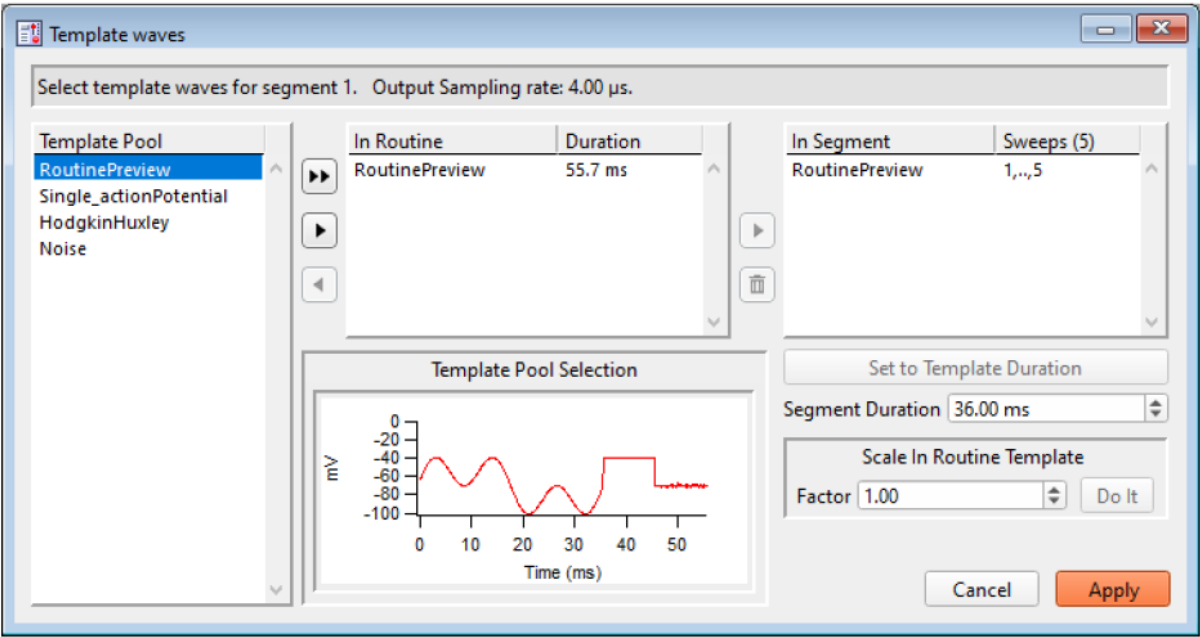 Template waves
Select template waves for segment 1. Output Sampling rate: 4.00 µs.
Template Pool
RoutinePreview
Single_actionPotential
HodgkinHuxley
Noise
In Routine Duration
RoutinePreview 55.7 ms
In Segment Sweeps (5)
RoutinePreview 1,..,5
Template Pool Selection
mV
0
-20
-40
-60
-80
-100
0 10 20 30 40 50
Time (ms)
Set to Template Duration
Segment Duration 36.00 ms
Scale In Routine Template
Factor 1.00 Do It
Cancel Apply